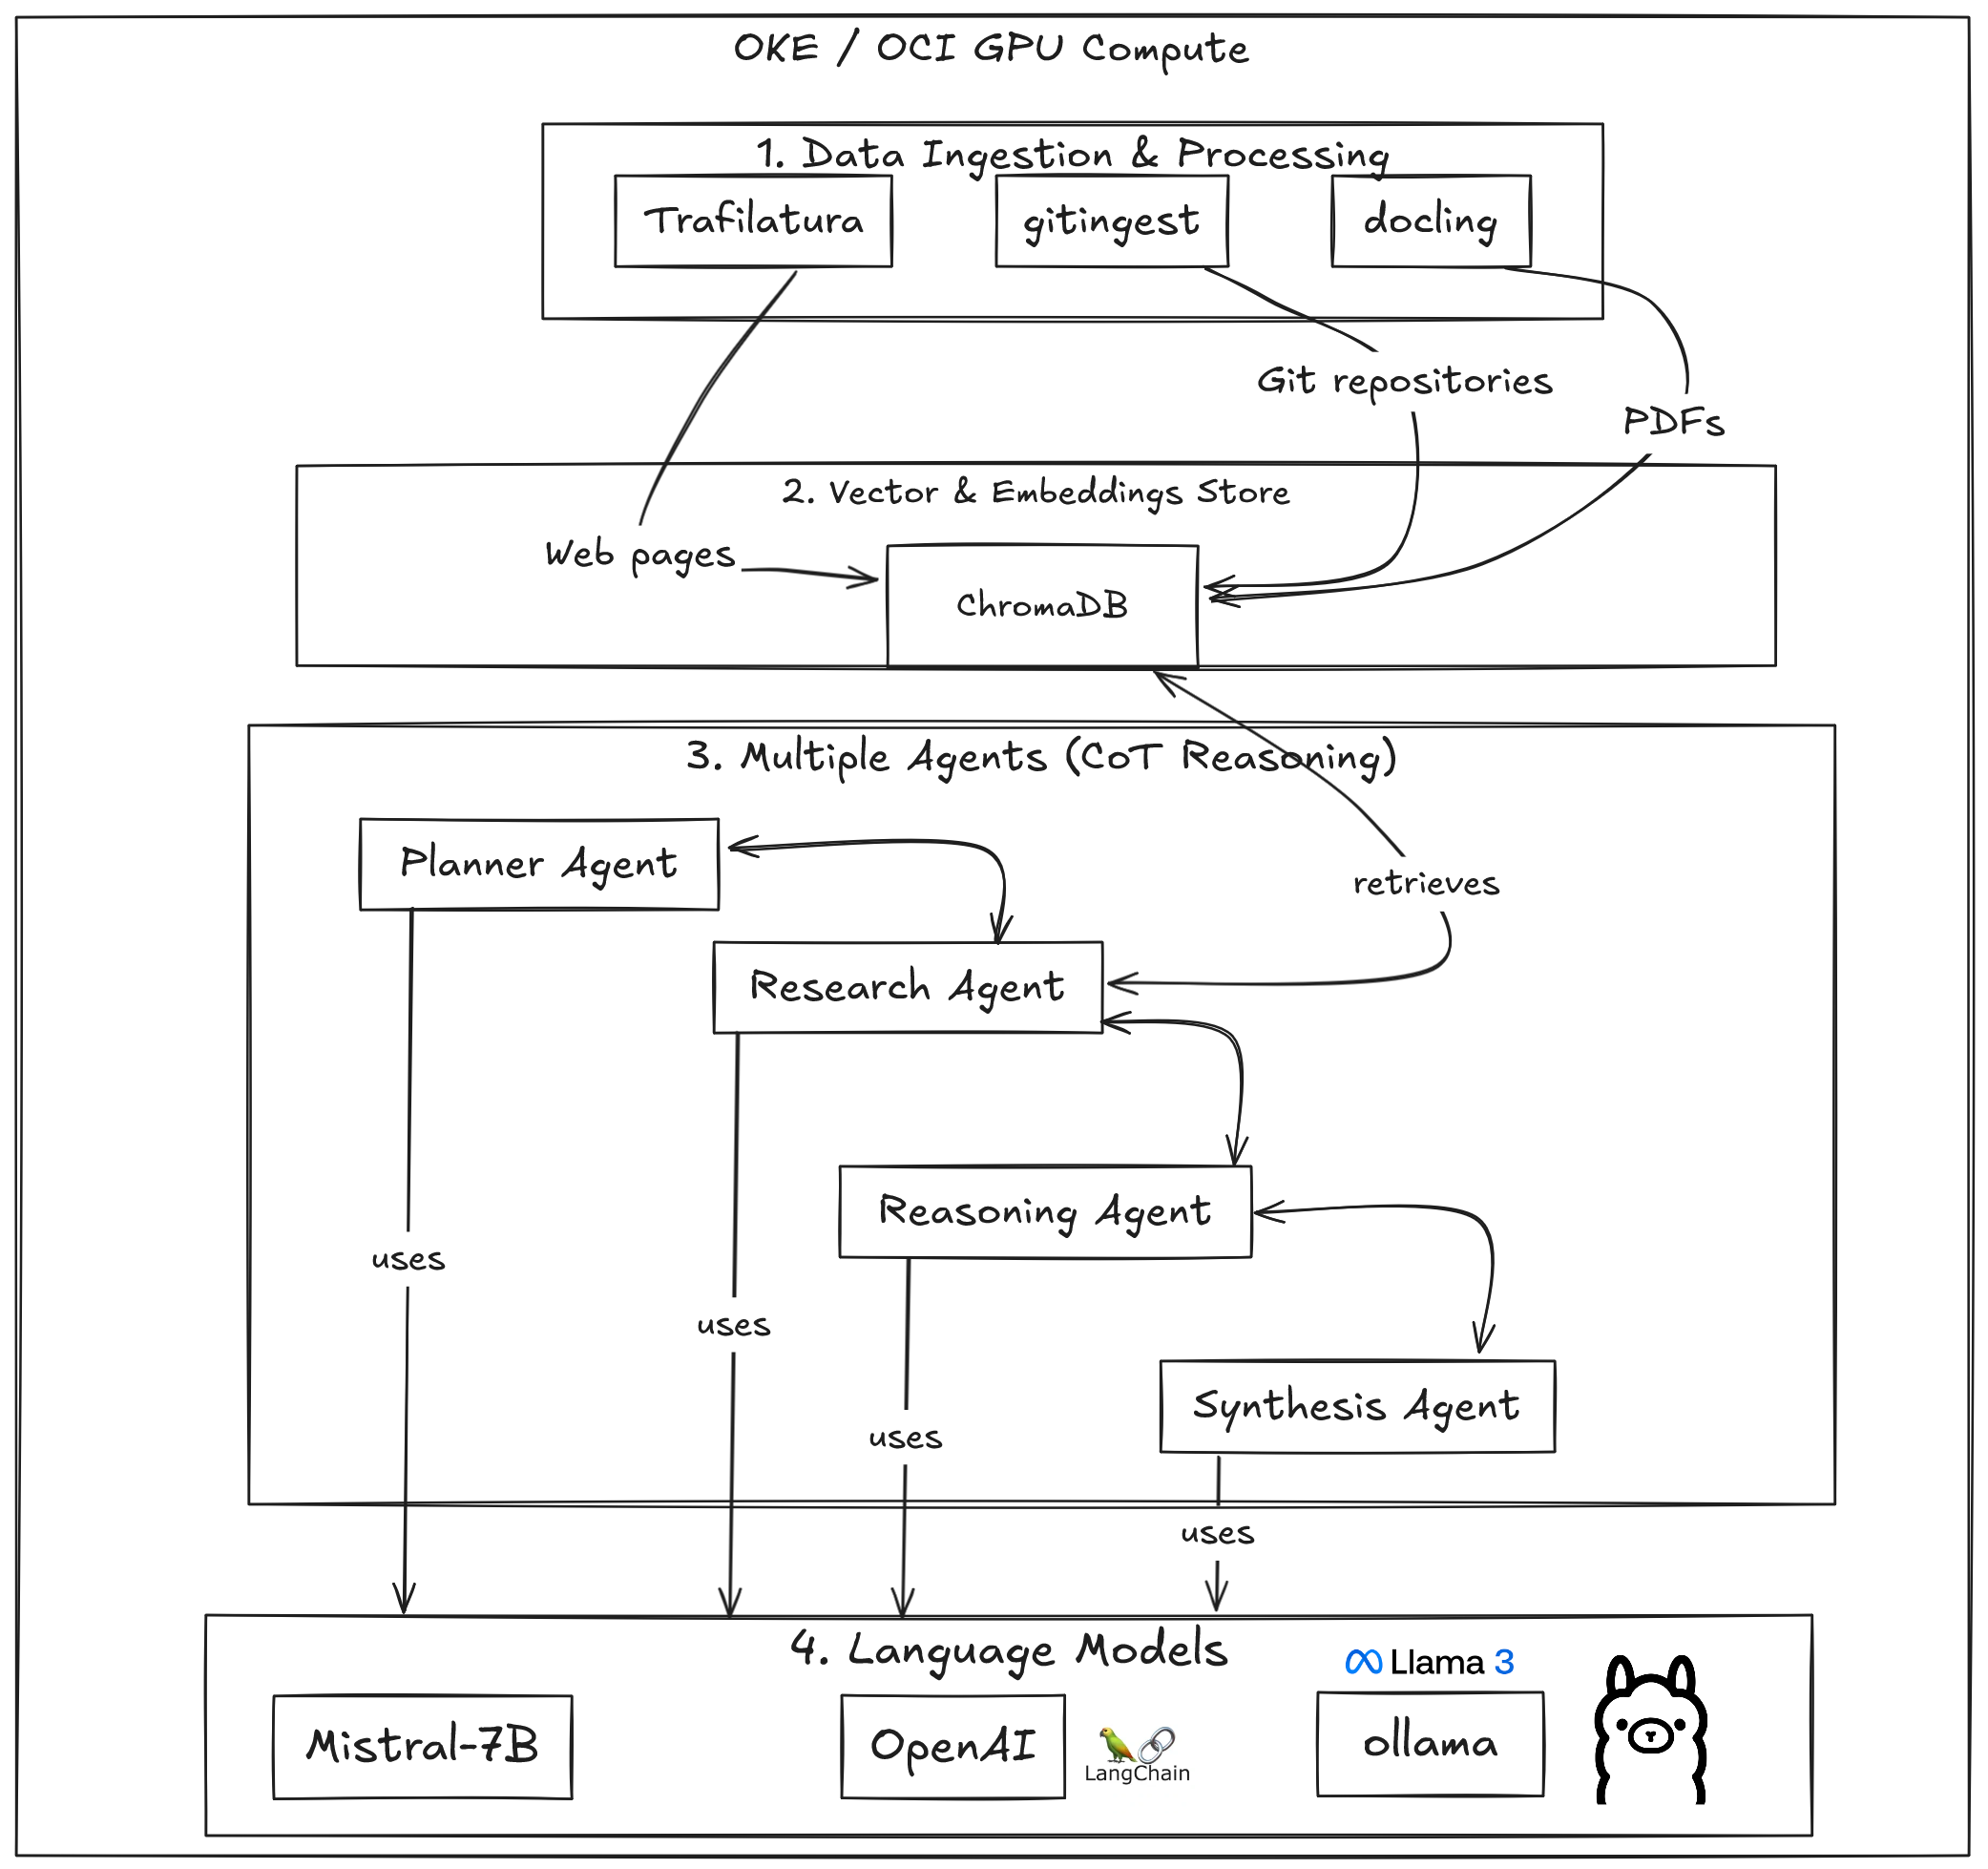 OKE / OCI GPU Compute
1. Data Ingestion & Processing
Trafilatura
gitingest
docling
Git repositories
PDFs
2. Vector & Embeddings Store
Web pages
ChromaDB
3. Multiple Agents (CoT Reasoning)
Planner Agent
retrieves
Research Agent
Reasoning Agent
uses
uses
Synthesis Agent
uses
uses
4. Language Models
Llama 3
Mistral-7B
OpenAI
LangChain
ollama